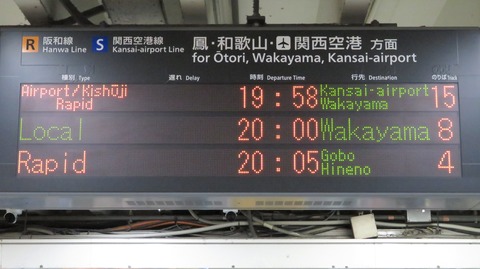 R 阪和線 S 関西空港線 鳳・和歌山・関西空港 方面
Hanwa Line Kansai-airport Line for Ōtori, Wakayama, Kansai-airport
種別 Type 遅れ Delay 時刻 Departure Time 行先 Destination のりば Track
Airport/Kishūji Rapid 19:58 Kansai-airport Wakayama 15
Local 20:00 Wakayama 8
Rapid 20:05 Gobo Hineno 4